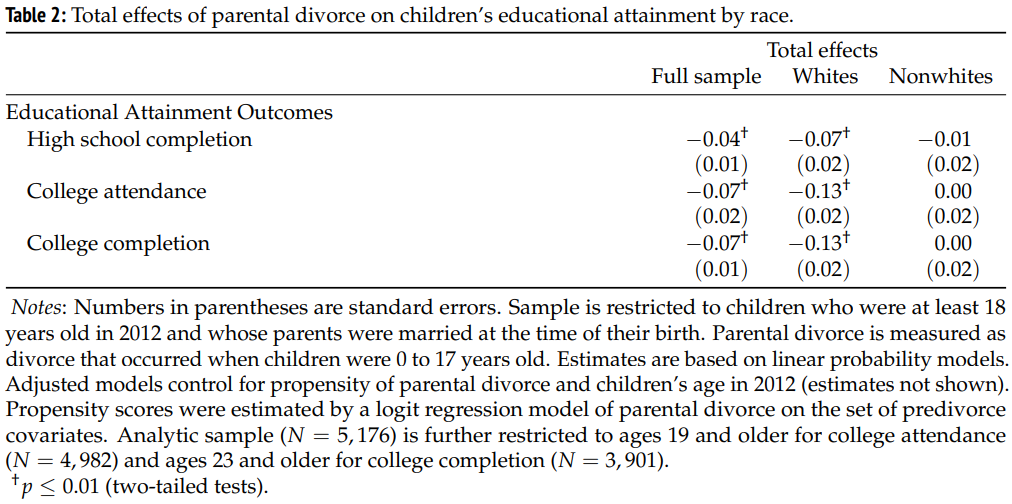 Table 2: Total effects of parental divorce on children's educational attainment by race.
Total effects
Full sample Whites Nonwhites
Educational Attainment Outcomes
High school completion −0.04† −0.07† −0.01
(0.01) (0.02) (0.02)
College attendance −0.07† −0.13† 0.00
(0.02) (0.02) (0.02)
College completion −0.07† −0.13† 0.00
(0.01) (0.02) (0.02)
Notes: Numbers in parentheses are standard errors. Sample is restricted to children who were at least 18
years old in 2012 and whose parents were married at the time of their birth. Parental divorce is measured as
divorce that occurred when children were 0 to 17 years old. Estimates are based on linear probability models.
Adjusted models control for propensity of parental divorce and children's age in 2012 (estimates not shown).
Propensity scores were estimated by a logit regression model of parental divorce on the set of predivorce
covariates. Analytic sample (N = 5, 176) is further restricted to ages 19 and older for college attendance
(N = 4, 982) and ages 23 and older for college completion (N = 3, 901).
†p ≤ 0.01 (two-tailed tests).